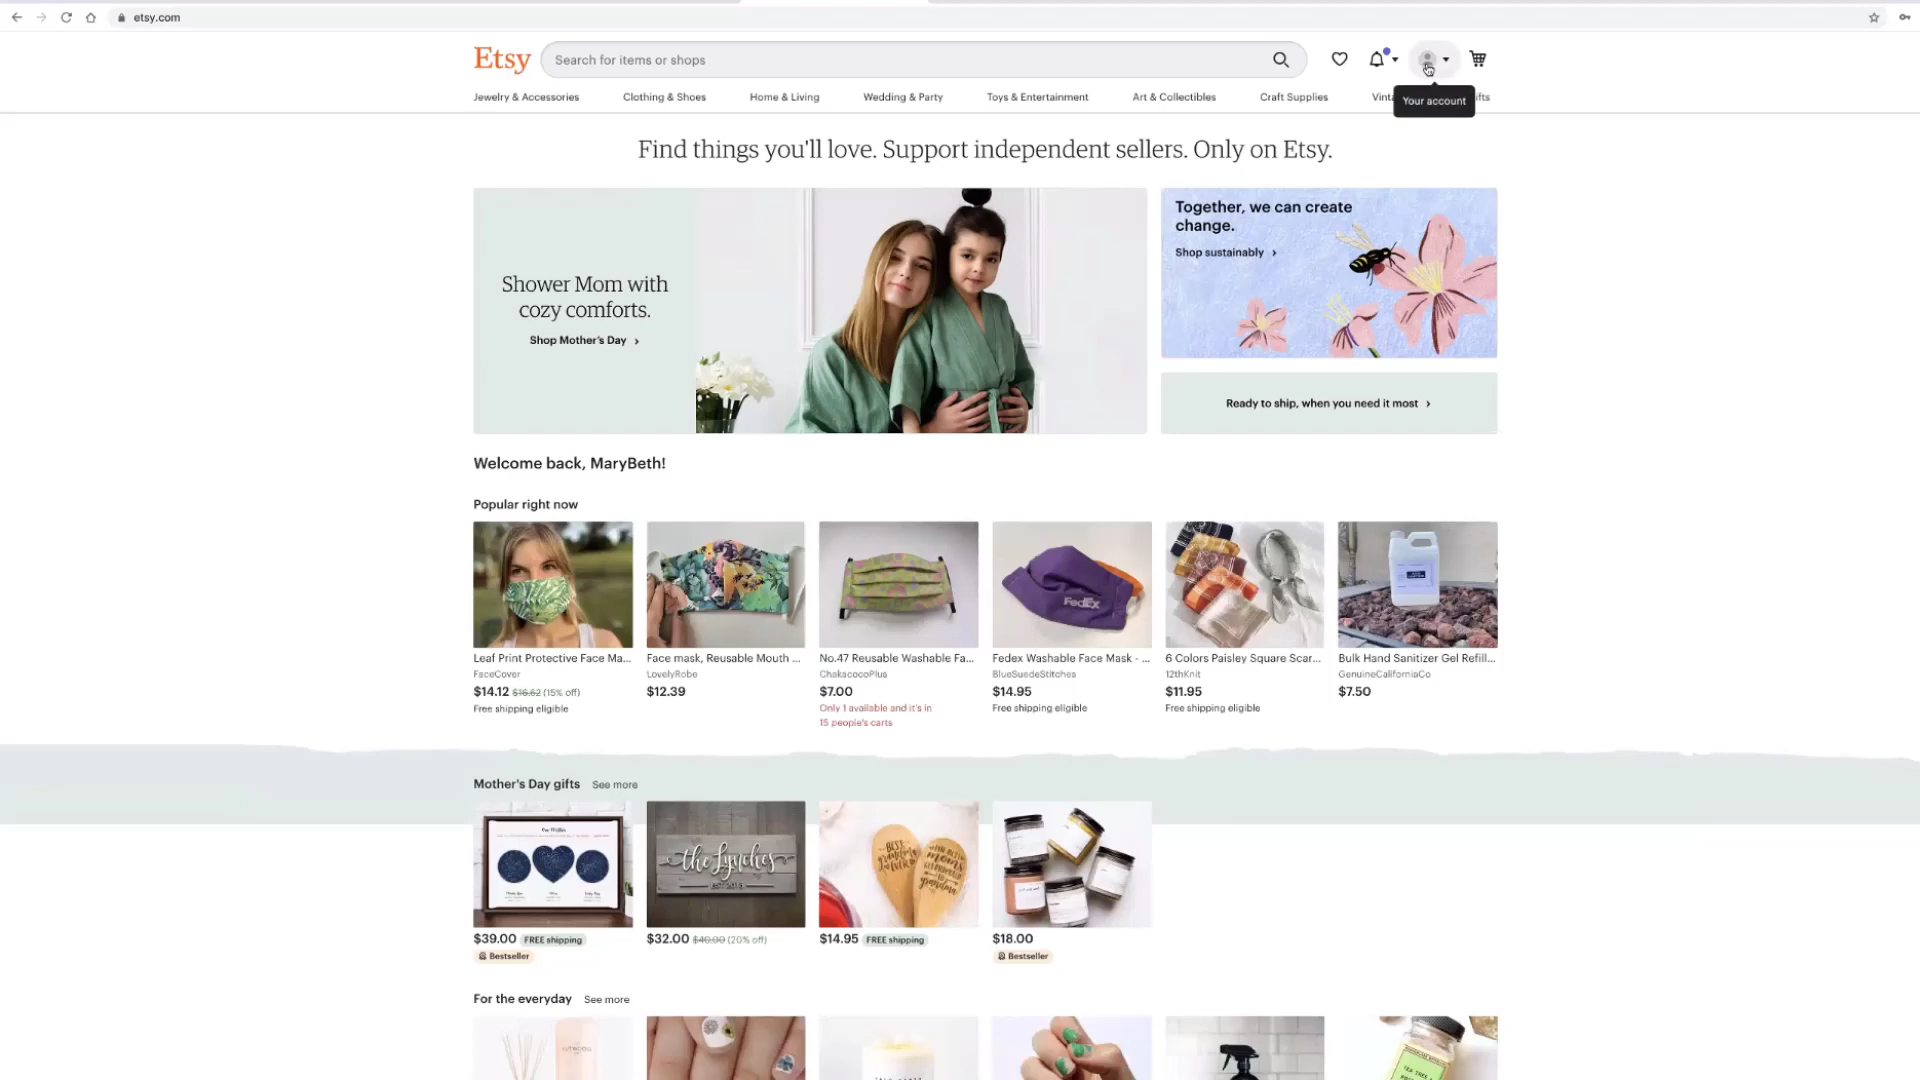 etsy.com
Etsy
Search for items or shops
Jewelry & Accessories
Clothing & Shoes
Home & Living
Wedding & Party
Toys & Entertainment
Art & Collectibles
Craft Supplies
Vinta
ifts
Your account
Find things you'll love. Support independent sellers. Only on Etsy.
Shower Mom with
cozy comforts.
Shop Mother's Day
Together, we can create
change.
Shop sustainably
Ready to ship, when you need it most
Welcome back, MaryBeth!
Popular right now
FedEx
Leaf Print Protective Face Ma...
FaceCover
$14.12 $16.62 (15% off)
Free shipping eligible
Face mask, Reusable Mouth ...
LovelyRobe
$12.39
No.47 Reusable Washable Fa...
ChakacocoPlus
$7.00
Only 1 available and it's in
15 people's carts
Fedex Washable Face Mask - ...
BlueSuedeStitches
$14.95
Free shipping eligible
6 Colors Paisley Square Scar...
12thKnit
$11.95
Free shipping eligible
Bulk Hand Sanitizer Gel Refill...
GenuineCaliforniaCo
$7.50
Mother's Day gifts
See more
the Lynches
BEST
grandma
EVER
$39.00 FREE shipping
Bestseller
$32.00 $40.00 (20% off)
$14.95 FREE shipping
$18.00
Bestseller
For the everyday
See more